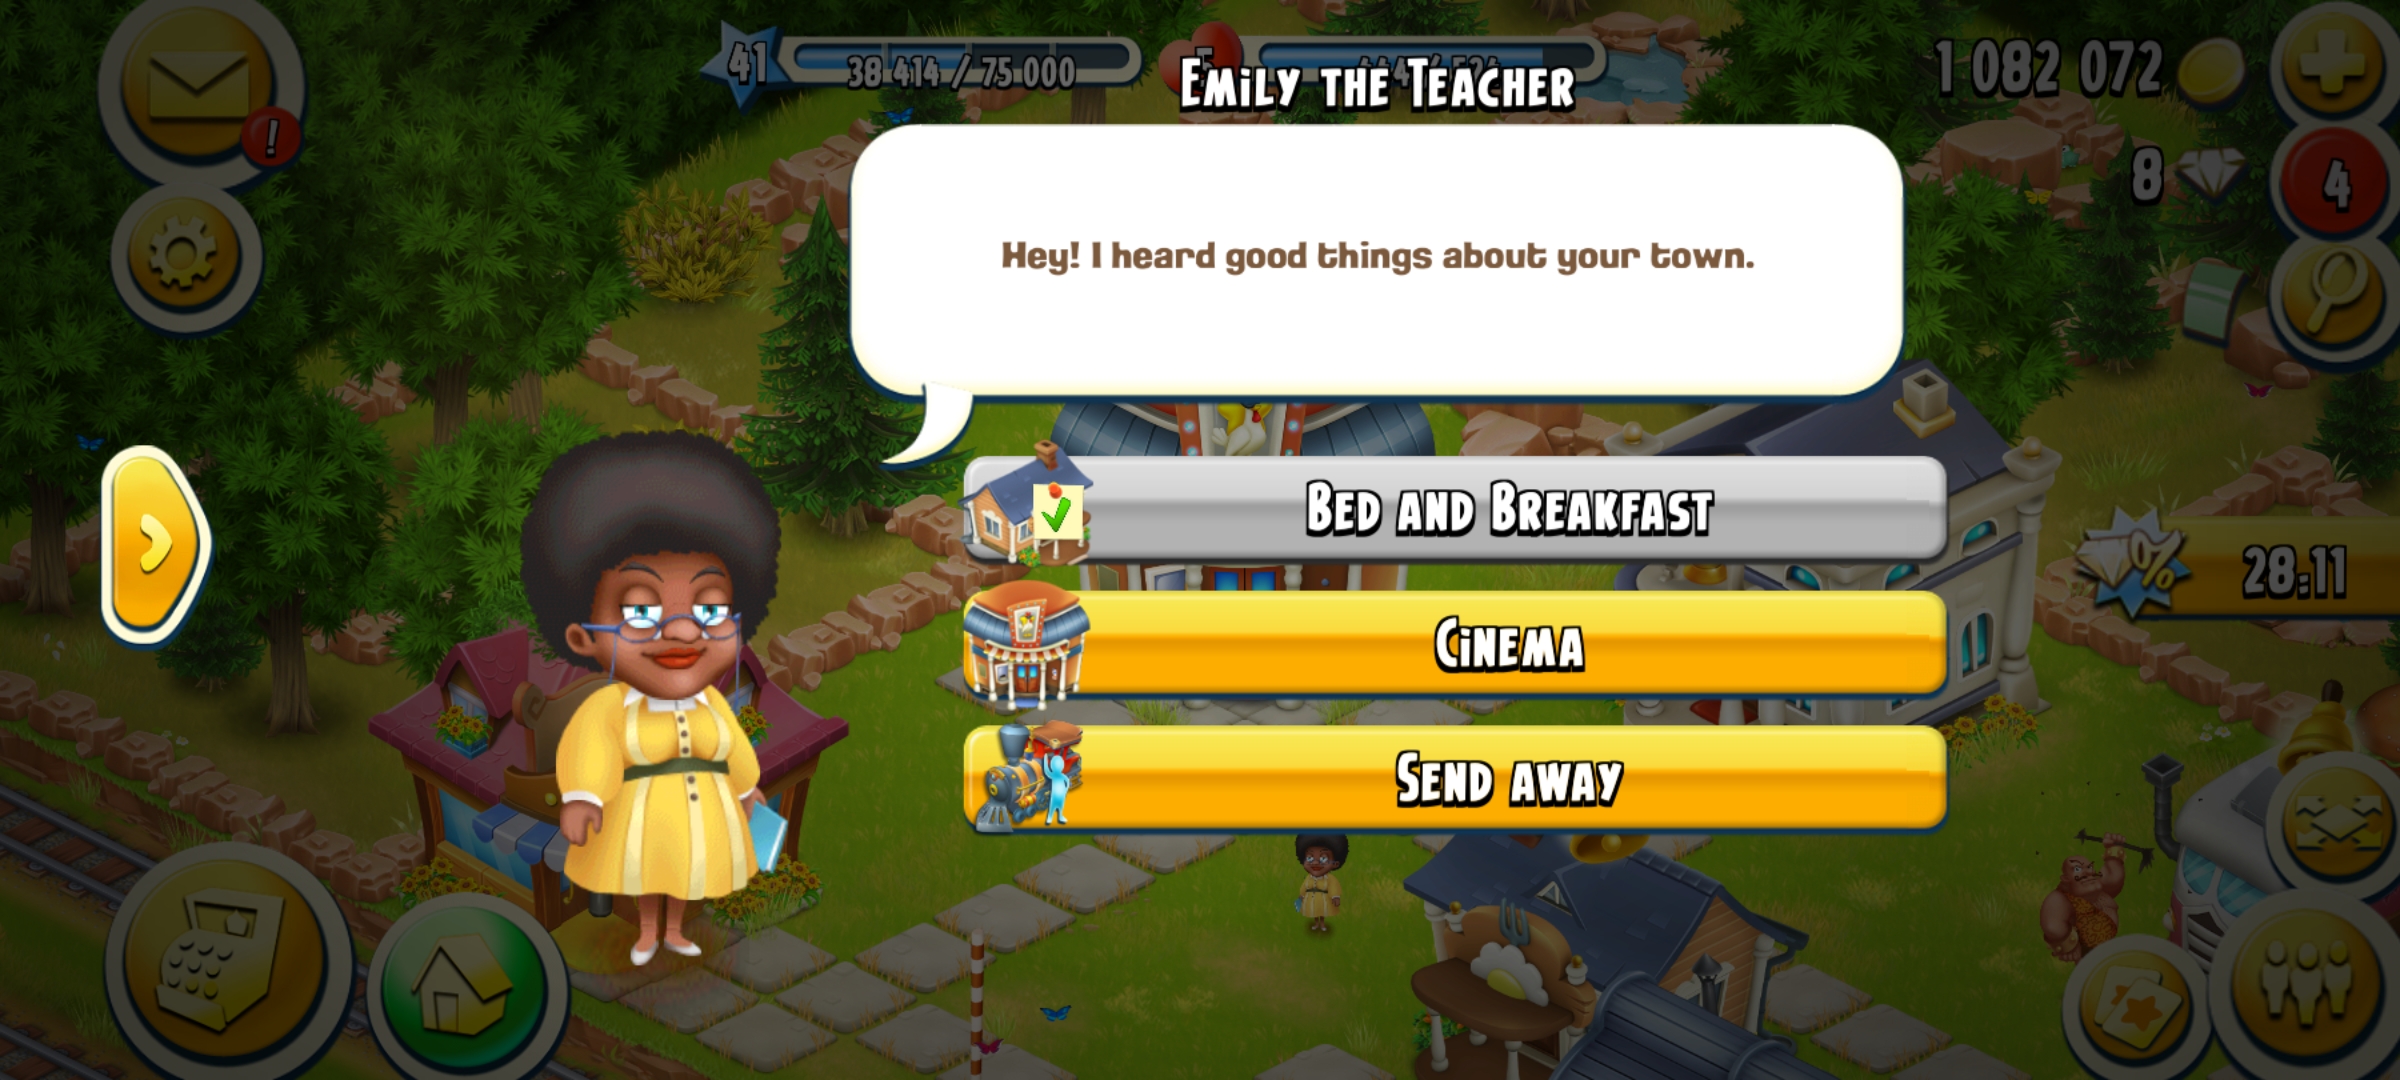 41
38 414 / 75 000
1 082 072
Emily the Teacher
8
4
Hey! I heard good things about your town.
Bed and Breakfast
%
28:11
Cinema
Send away